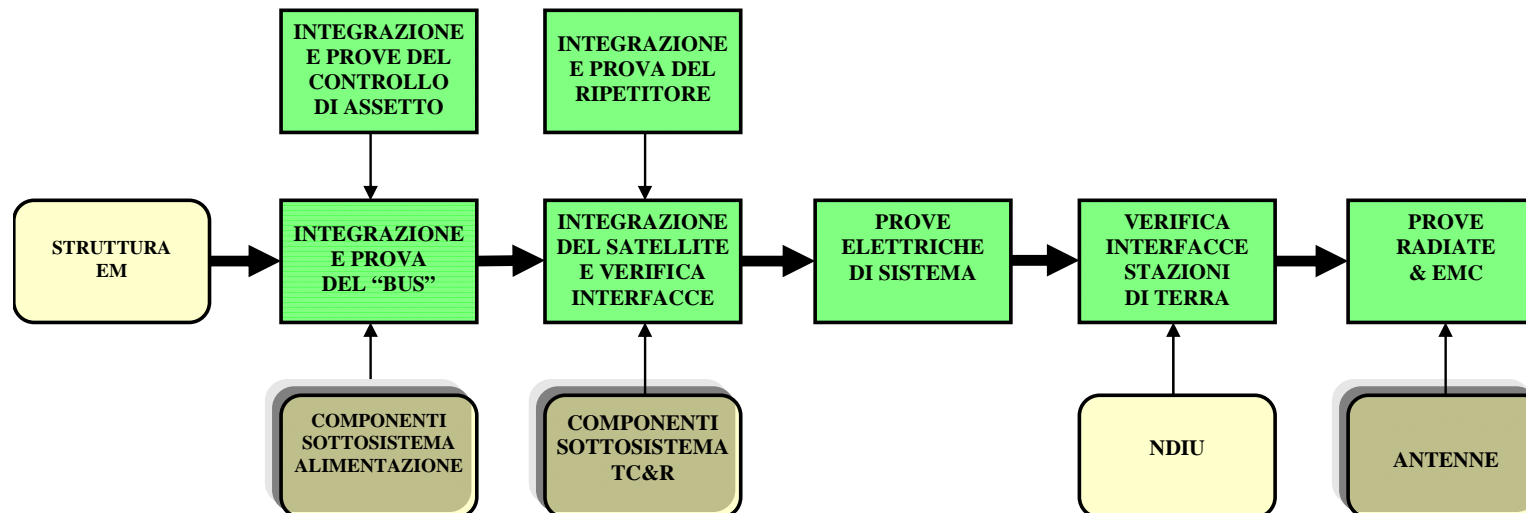 INTEGRAZIONE
E PROVE DEL
CONTROLLO
DI ASSETTO
INTEGRAZIONE
E PROVA DEL
RIPETITORE
STRUTTURA
EM
INTEGRAZIONE
E PROVA
DEL “BUS”
INTEGRAZIONE
DEL SATELLITE
E VERIFICA
INTERFACCE
PROVE
ELETTRICHE
DI SISTEMA
VERIFICA
INTERFACCE
STAZIONI
DI TERRA
PROVE
RADIATE
& EMC
COMPONENTI
SOTTOSISTEMA
ALIMENTAZIONE
COMPONENTI
SOTTOSISTEMA
TC&R
NDIU
ANTENNE